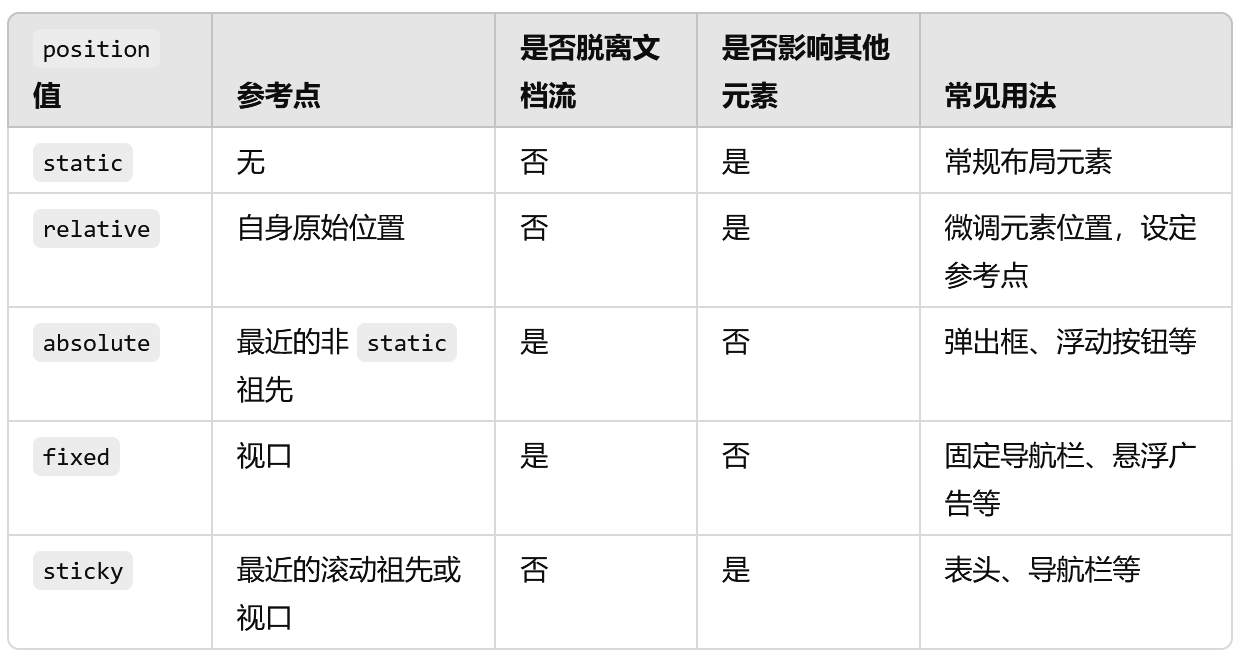 position 是否脱离文 是否影响其他
值 参考点 档流 元素 常见用法
static 无 否 是 常规布局元素
relative 自身原始位置 否 是 微调元素位置，设定
参考点
absolute 最近的非 static 是 否 弹出框、浮动按钮等
祖先
fixed 视口 是 否 固定导航栏、悬浮广
告等
sticky 最近的滚动祖先或 否 是 表头、导航栏等
视口